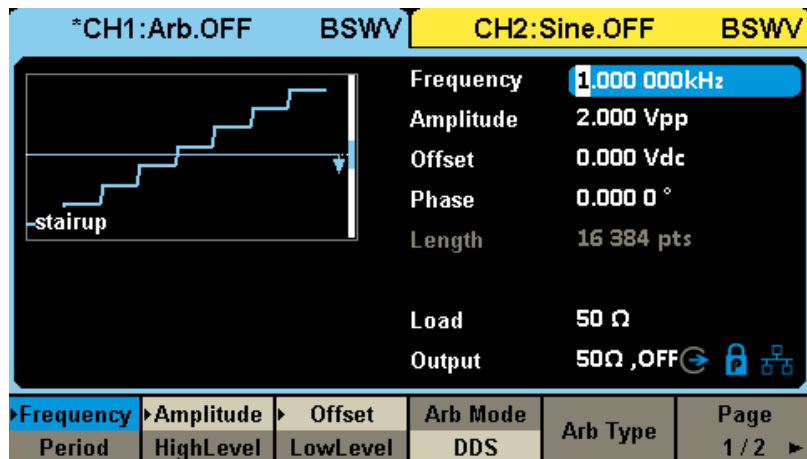 *CH1:Arb.OFF BSWV CH2:Sine.OFF BSWV
stairup
Frequency 1.000 000kHz
Amplitude 2.000 Vpp
Offset 0.000 Vdc
Phase 0.000 0 °
Length 16 384 pts
Load 50 Ω
Output 50Ω ,OFF P
Frequency Amplitude Offset Arb Mode Arb Type Page
Period HighLevel LowLevel DDS 1/2